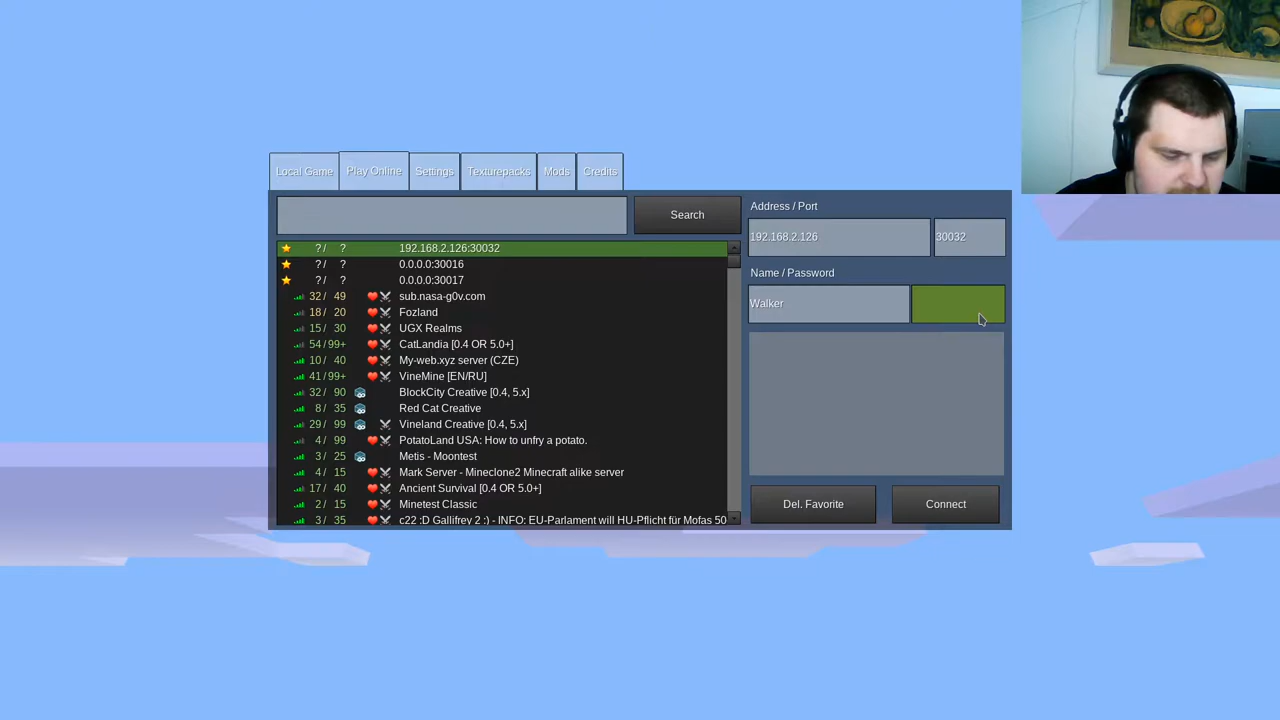 Local Game Play Online Settings Texturepacks Mods Credits
Search
? / ? 192.168.2.126:30032
? / ? 0.0.0.0:30016
? / ? 0.0.0.0:30017
32 / 49 sub.nasa-g0v.com
18 / 20 Fozland
15 / 30 UGX Realms
54 / 99+ CatLandia [0.4 OR 5.0+]
10 / 40 My-web.xyz server (CZE)
41 / 99+ VineMine [EN/RU]
32 / 90 BlockCity Creative [0.4, 5.x]
8 / 35 Red Cat Creative
29 / 99 Vineland Creative [0.4, 5.x]
4 / 99 PotatoLand USA: How to unfry a potato.
3 / 25 Metis - Moontest
4 / 15 Mark Server - Mineclone2 Minecraft alike server
17 / 40 Ancient Survival [0.4 OR 5.0+]
2 / 15 Minetest Classic
3 / 35 c22 :D Gallifrey 2 :) - INFO: EU-Parlament will HU-Pflicht für Mofas 50
Address / Port
192.168.2.126 30032
Name / Password
Walker
Del. Favorite Connect